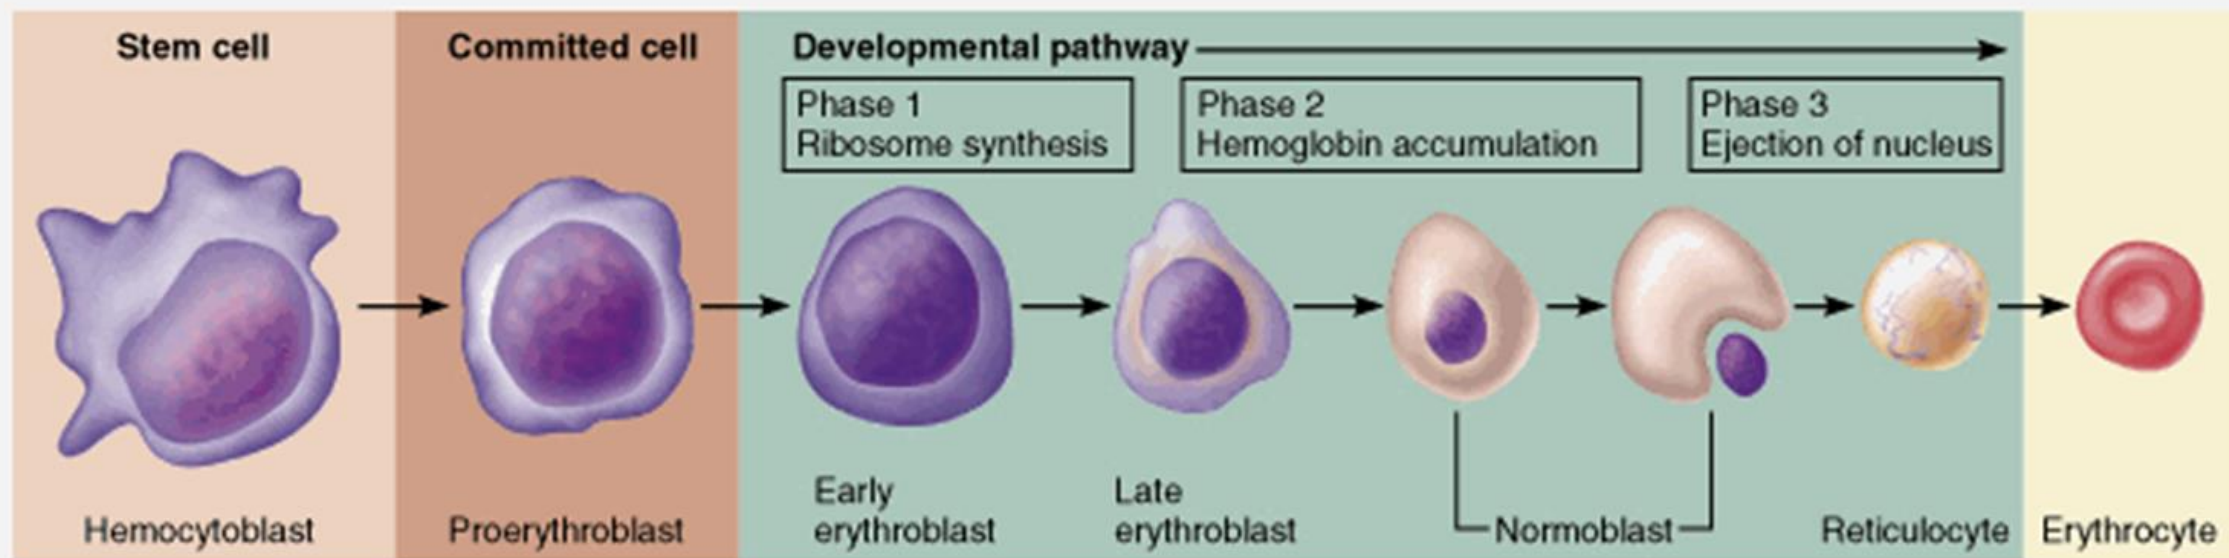 Stem cell
Committed cell
Developmental pathway
Phase 1
Ribosome synthesis
Phase 2
Hemoglobin accumulation
Phase 3
Ejection of nucleus
Hemocytoblast
Proerythroblast
Early
erythroblast
Late
erythroblast
Normoblast
Reticulocyte
Erythrocyte